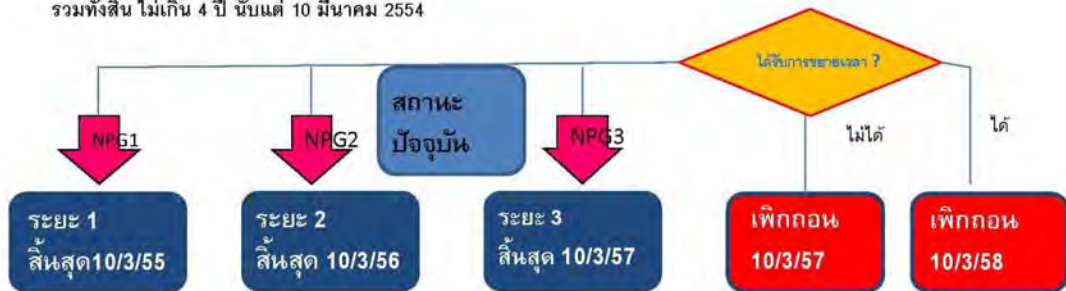 รวมทั้งสิ้น ไม่เกิน 4 ปี นับแต่ 10 มีนาคม 2554
ได้รับการขยายเวลา ?
สถานะ
ปัจจุบัน
NPG1
NPG2
NPG3
ไม่ได้
ได้
ระยะ 1
สิ้นสุด10/3/55
ระยะ 2
สิ้นสุด 10/3/56
ระยะ 3
สิ้นสุด 10/3/57
เพิกถอน
10/3/57
เพิกถอน
10/3/58